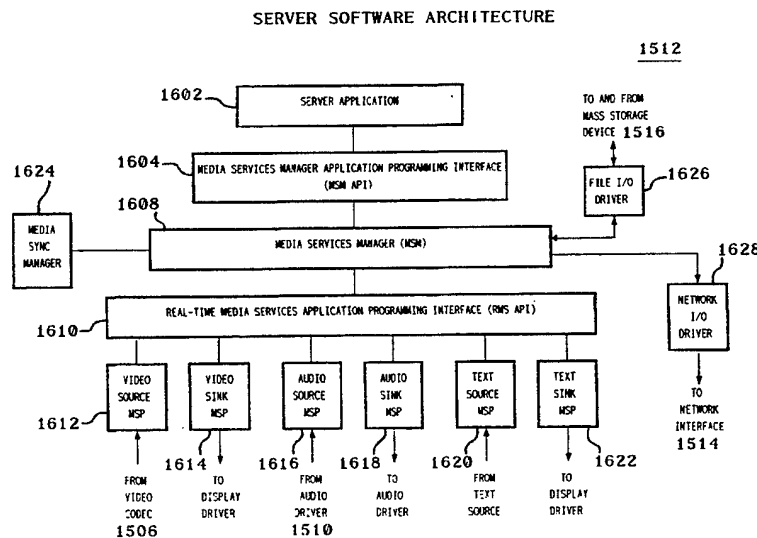 SERVER SOFTWARE ARCHITECTURE
1512
1602
SERVER APPLICATION
TO AND FROM
MASS STORAGE
DEVICE 1516
1604
MEDIA SERVICES MANAGER APPLICATION PROGRAMMING INTERFACE
(MSM API)
1624
1626
FILE I/O
DRIVER
1608
MEDIA
SYNC
MANAGER
MEDIA SERVICES MANAGER (MSM)
1628
NETWORK
I/O
DRIVER
REAL-TIME MEDIA SERVICES APPLICATION PROGRAMMING INTERFACE (RMS API)
1610
VIDEO
SOURCE
MSP
VIDEO
SINK
MSP
AUDIO
SOURCE
MSP
AUDIO
SINK
MSP
TEXT
SOURCE
MSP
TEXT
SINK
MSP
TO
NETWORK
INTERFACE
1514
1612
1614
1616
1618
1620
1622
FROM
VIDEO
CODEC
1506
TO
DISPLAY
DRIVER
FROM
AUDIO
DRIVER
1510
TO
AUDIO
DRIVER
FROM
TEXT
SOURCE
TO
DISPLAY
DRIVER